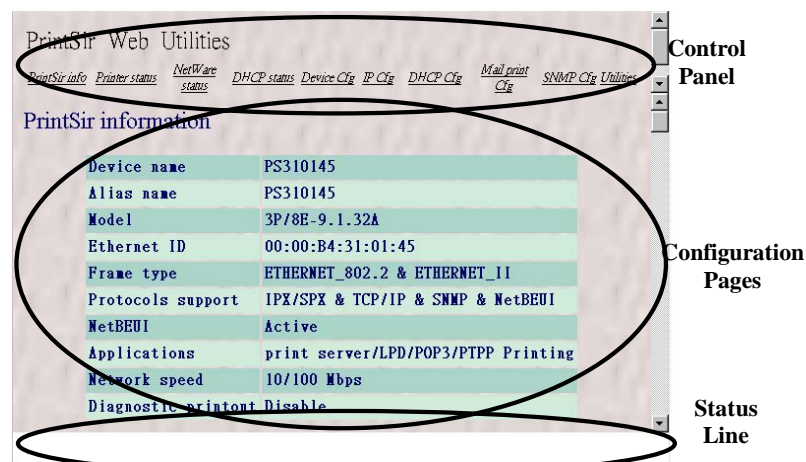 PrintSir Web Utilities
PrintSir info Printer status NetWare status DHCP status Device Cfg IP Cfg DHCP Cfg Mail print Cfg SNMP Cfg Utilities
Control Panel
PrintSir information
Device name PS310145
Alias name PS310145
Model 3P/8E-9.1.32A
Ethernet ID 00:00:B4:31:01:45
Frame type ETHERNET_802.2 & ETHERNET_II
Protocols support IPX/SPX & TCP/IP & SNMP & NetBEUI
NetBEUI Active
Applications print server/LPD/POP3/PTPP Printing
Network speed 10/100 Mbps
Diagnostic printout Disable
Configuration Pages
Status Line